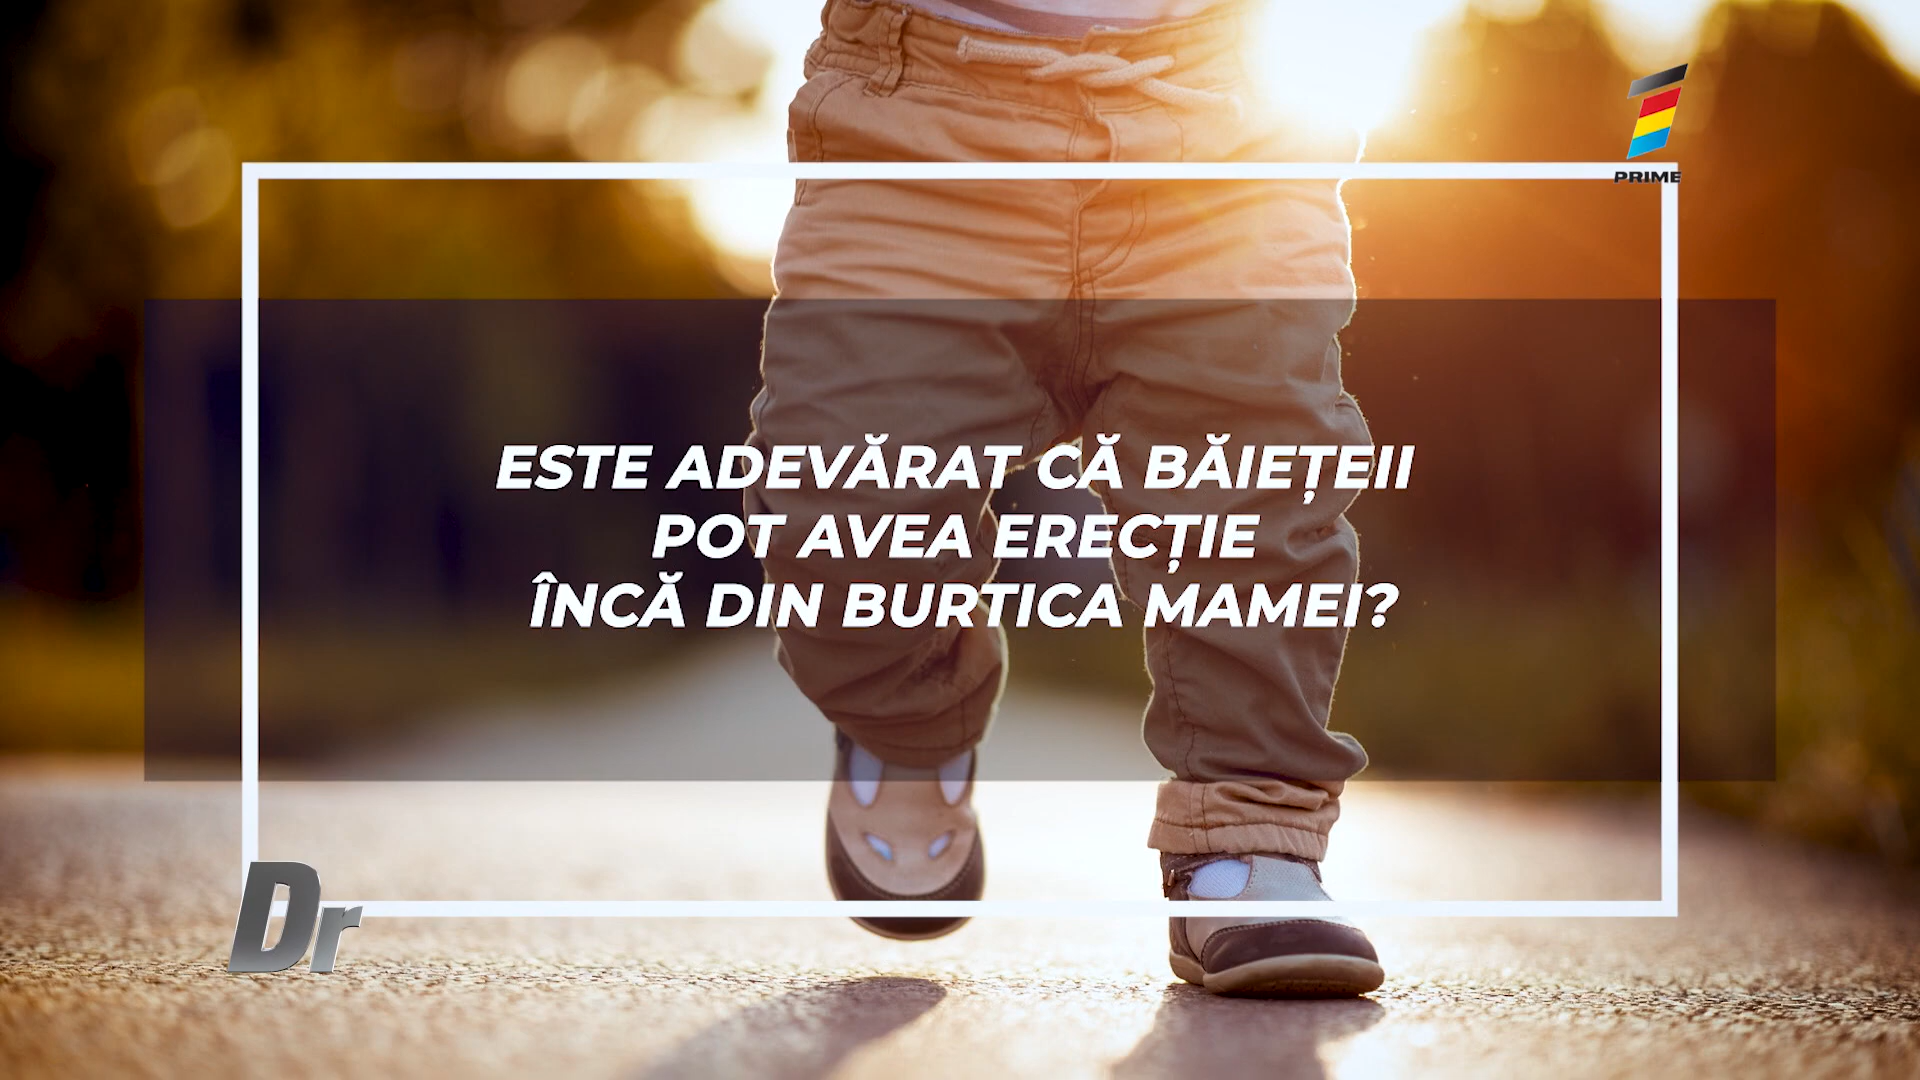 PRIME
ESTE ADEVĂRAT CĂ BĂIEȚEII
POT AVEA ERECȚIE
ÎNCĂ DIN BURTICA MAMEI?
Dr